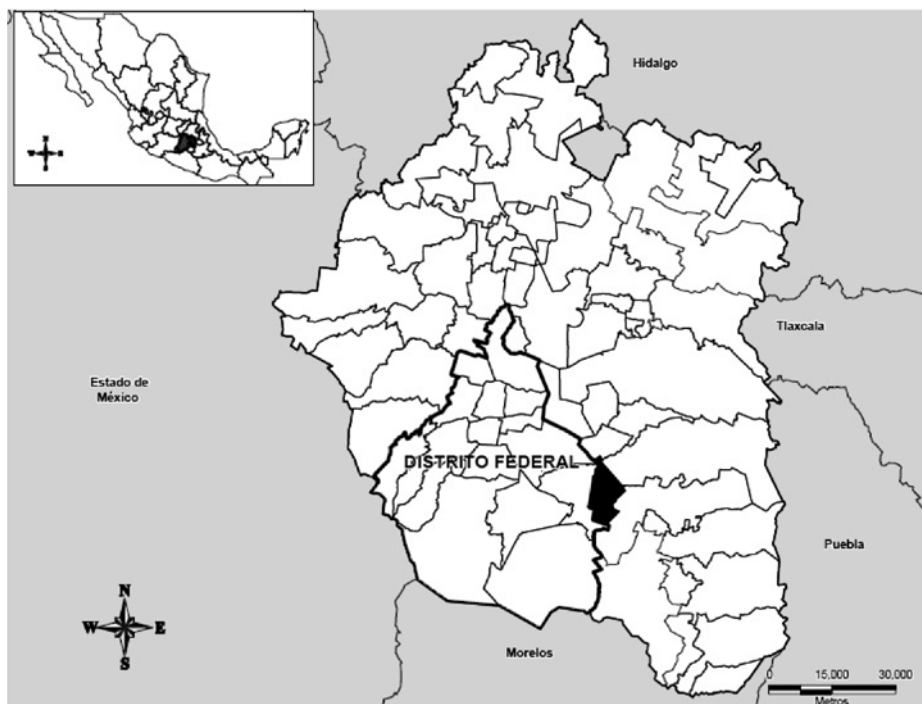 N
W E
S
Hidalgo
Tlaxcala
Estado de
México
DISTRITO FEDERAL
Puebla
N
W E
S
Morelos
0 15,000 30,000
Metros